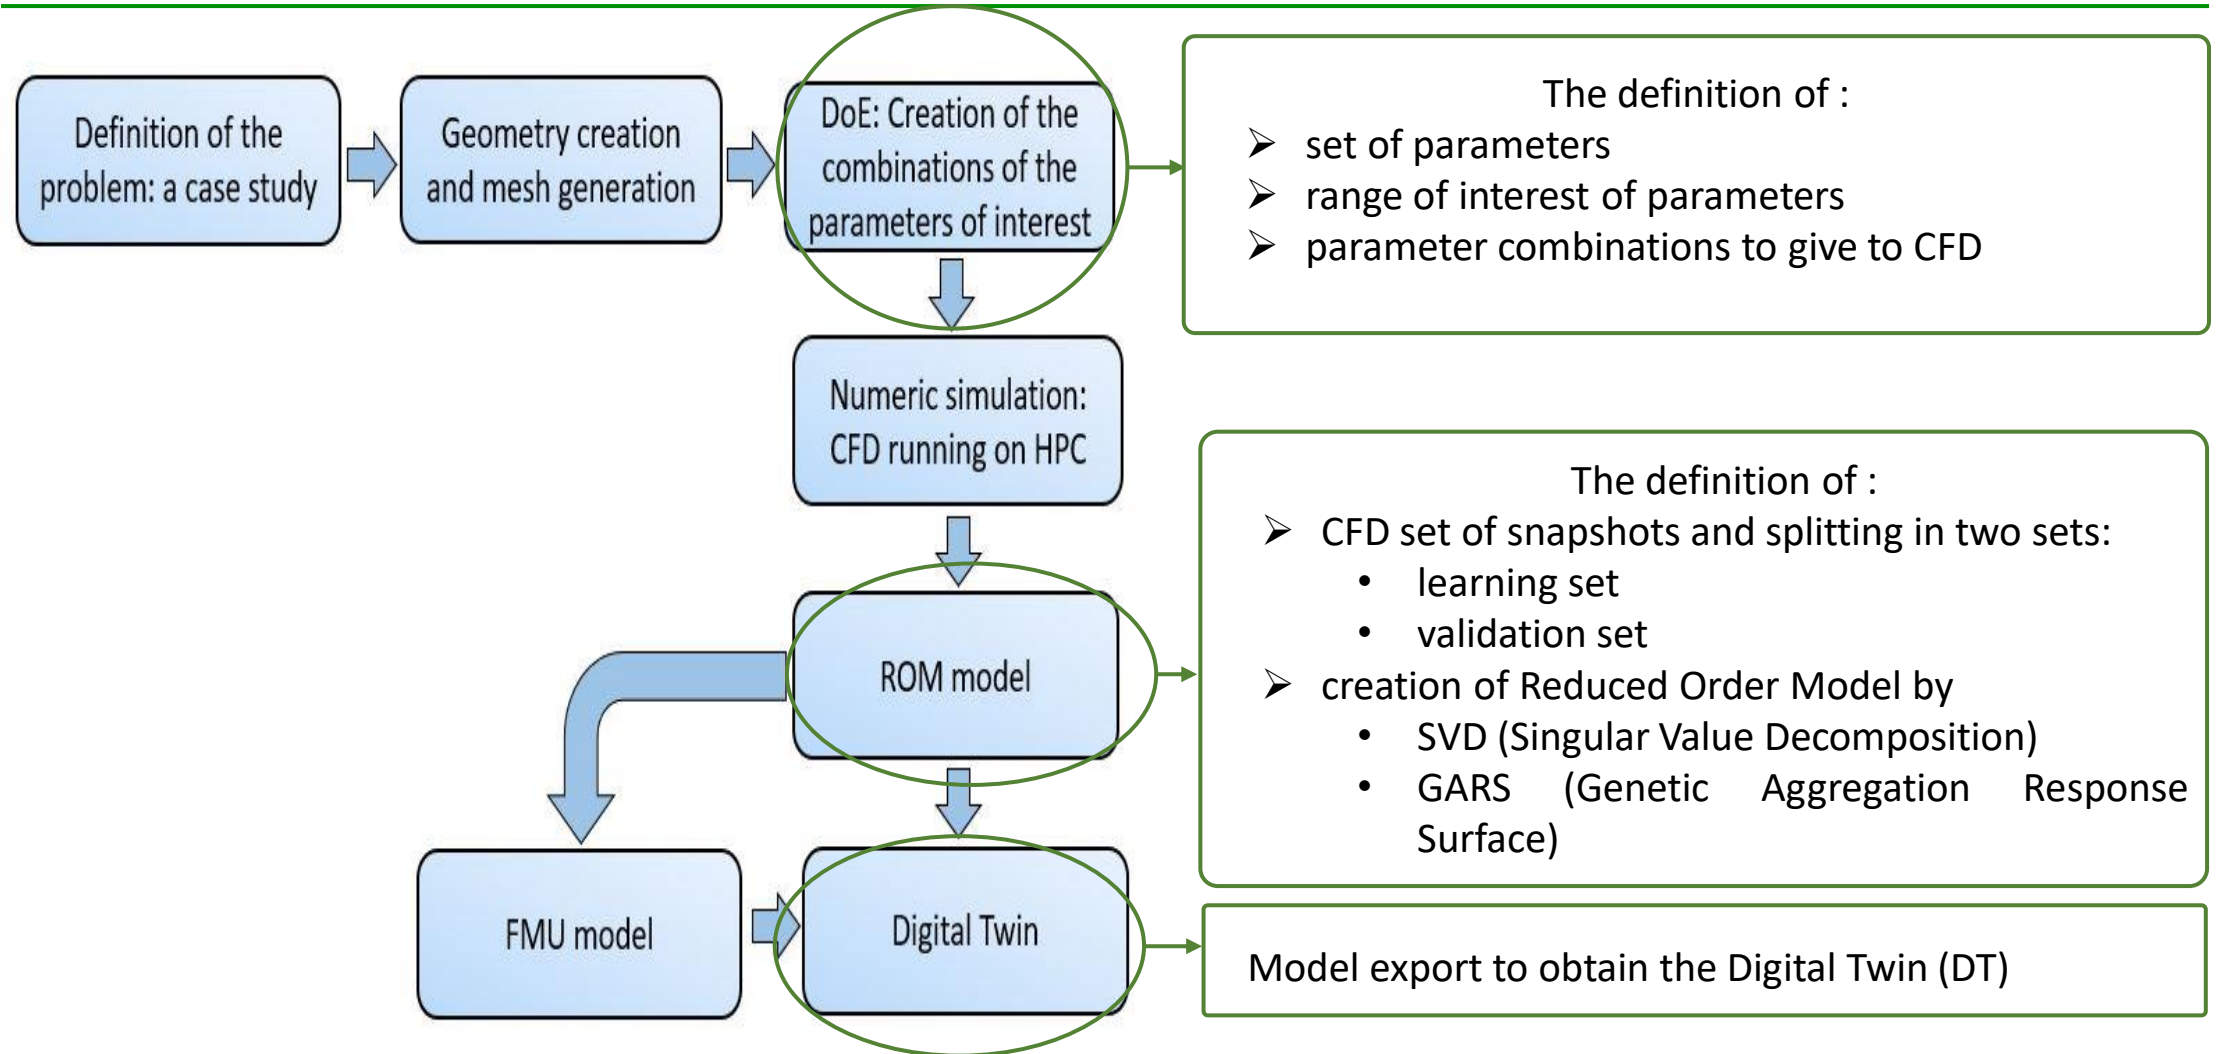 Definition of the
problem: a case study
Geometry creation
and mesh generation
DoE: Creation of the
combinations of the
parameters of interest
The definition of :
➢ set of parameters
➢ range of interest of parameters
➢ parameter combinations to give to CFD
Numeric simulation:
CFD running on HPC
ROM model
The definition of :
➢ CFD set of snapshots and splitting in two sets:
• learning set
• validation set
➢ creation of Reduced Order Model by
• SVD (Singular Value Decomposition)
• GARS (Genetic Aggregation Response
Surface)
FMU model
Digital Twin
Model export to obtain the Digital Twin (DT)